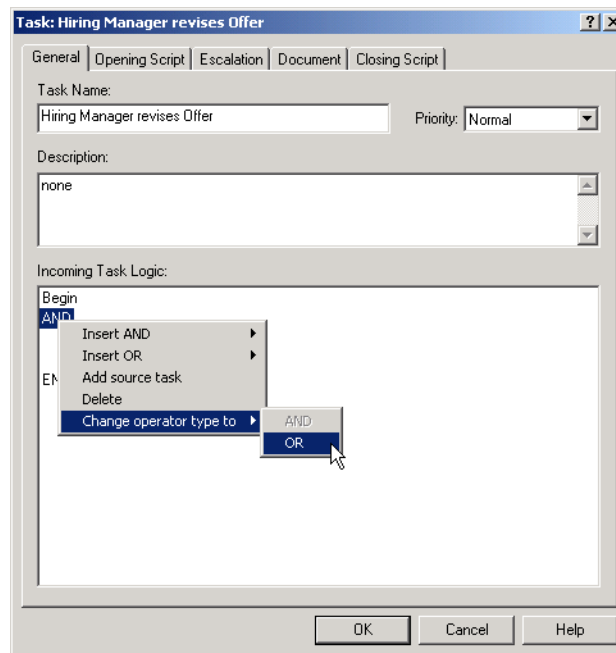 Task: Hiring Manager revises Offer
General Opening Script Escalation Document Closing Script
Task Name:
Hiring Manager revises Offer Priority: Normal
Description:
none
Incoming Task Logic:
Begin
AND
Insert AND
Insert OR
Add source task
Delete
Change operator type to AND
OR
OK Cancel Help